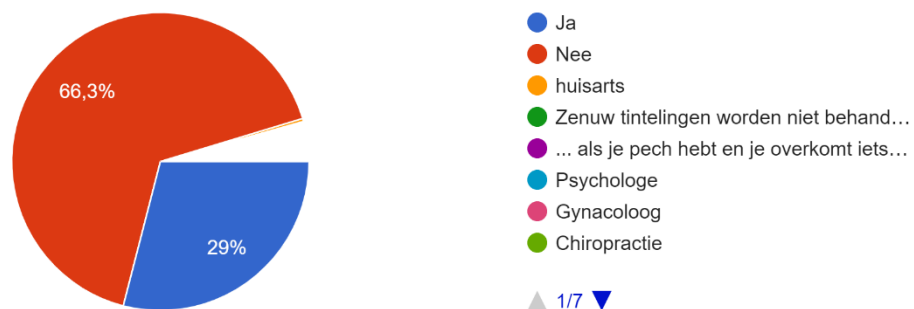 66,3%
29%
Ja
Nee
huisarts
Zenuw tintelingen worden niet behand…
... als je pech hebt en je overkomt iets…
Psychologe
Gynacoloog
Chiropractie
1/7